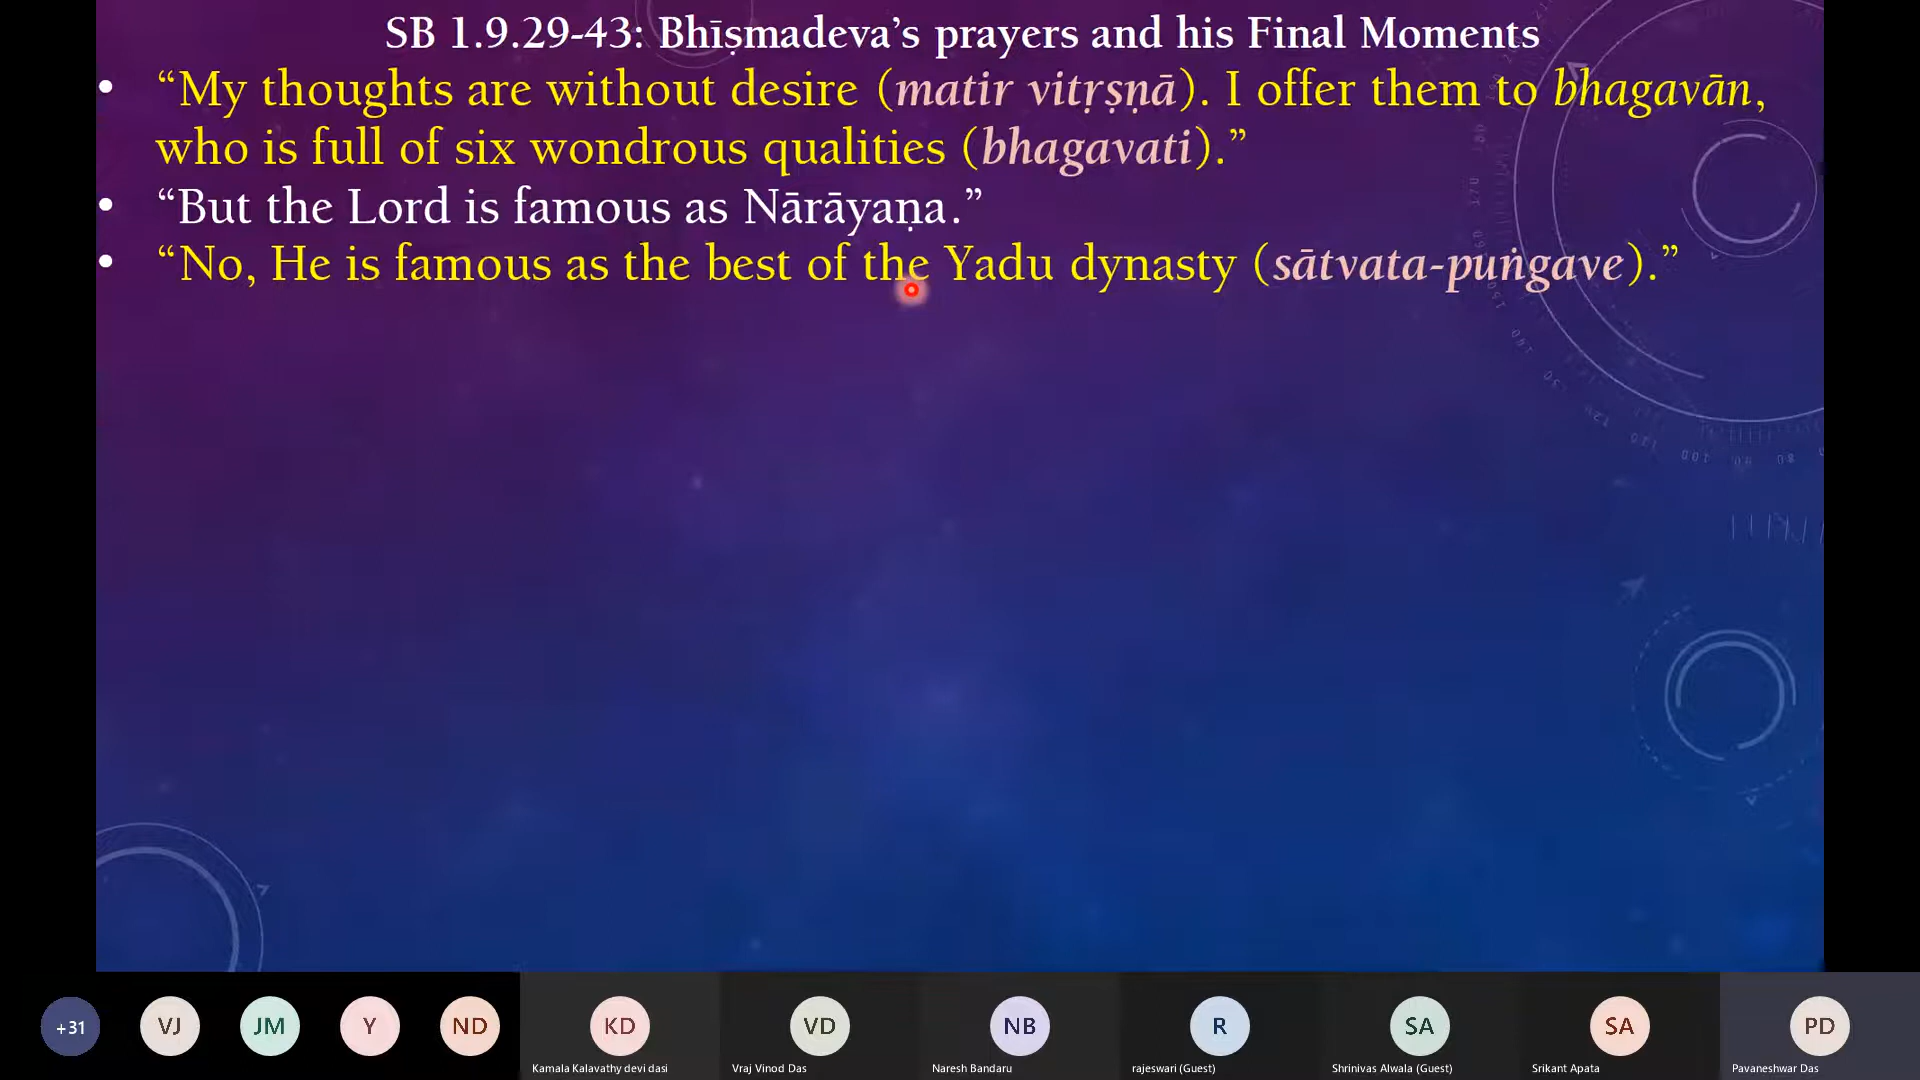 SB 1.9.29-43: Bhīṣmadeva’s prayers and his Final Moments
• “My thoughts are without desire (matir vitṛṣṇā). I offer them to bhagavān,
who is full of six wondrous qualities (bhagavati).”
• “But the Lord is famous as Nārāyaṇa.”
• “No, He is famous as the best of the Yadu dynasty (sātvata-puṅgave).”
+31
VJ
JM
Y
ND
KD
VD
NB
R
SA
SA
PD
Kamala Kalavathy devi dasi
Vraj Vinod Das
Naresh Bandaru
rajeswari (Guest)
Shrinivas Alwala (Guest)
Srikant Apata
Pavaneshwar Das